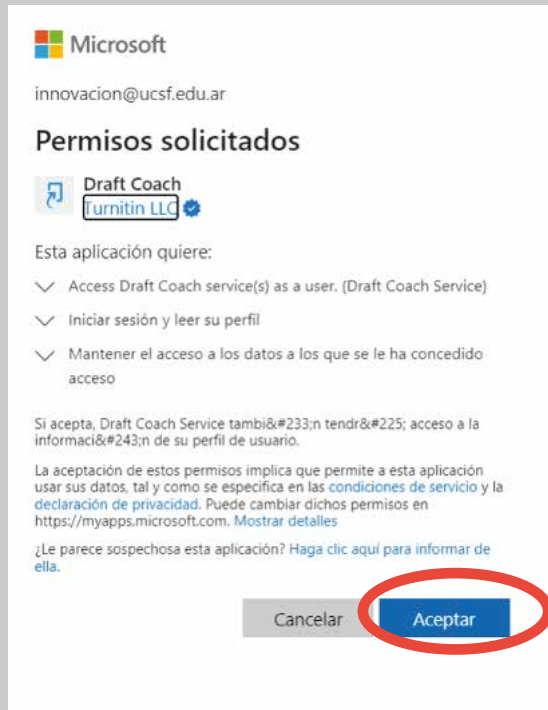 Microsoft
innovacion@ucsf.edu.ar
Permisos solicitados
Draft Coach
Turnitin LLC
Esta aplicación quiere:
Access Draft Coach service(s) as a user. (Draft Coach Service)
Iniciar sesión y leer su perfil
Mantener el acceso a los datos a los que se le ha concedido
acceso
Si acepta, Draft Coach Service tambi&#233;n tendr&#225; acceso a la
informaci&#243;n de su perfil de usuario.
La aceptación de estos permisos implica que permite a esta aplicación
usar sus datos, tal y como se especifica en las condiciones de servicio y la
declaración de privacidad. Puede cambiar dichos permisos en
https://myapps.microsoft.com. Mostrar detalles
¿Le parece sospechosa esta aplicación? Haga clic aquí para informar de
ella.
Cancelar Aceptar